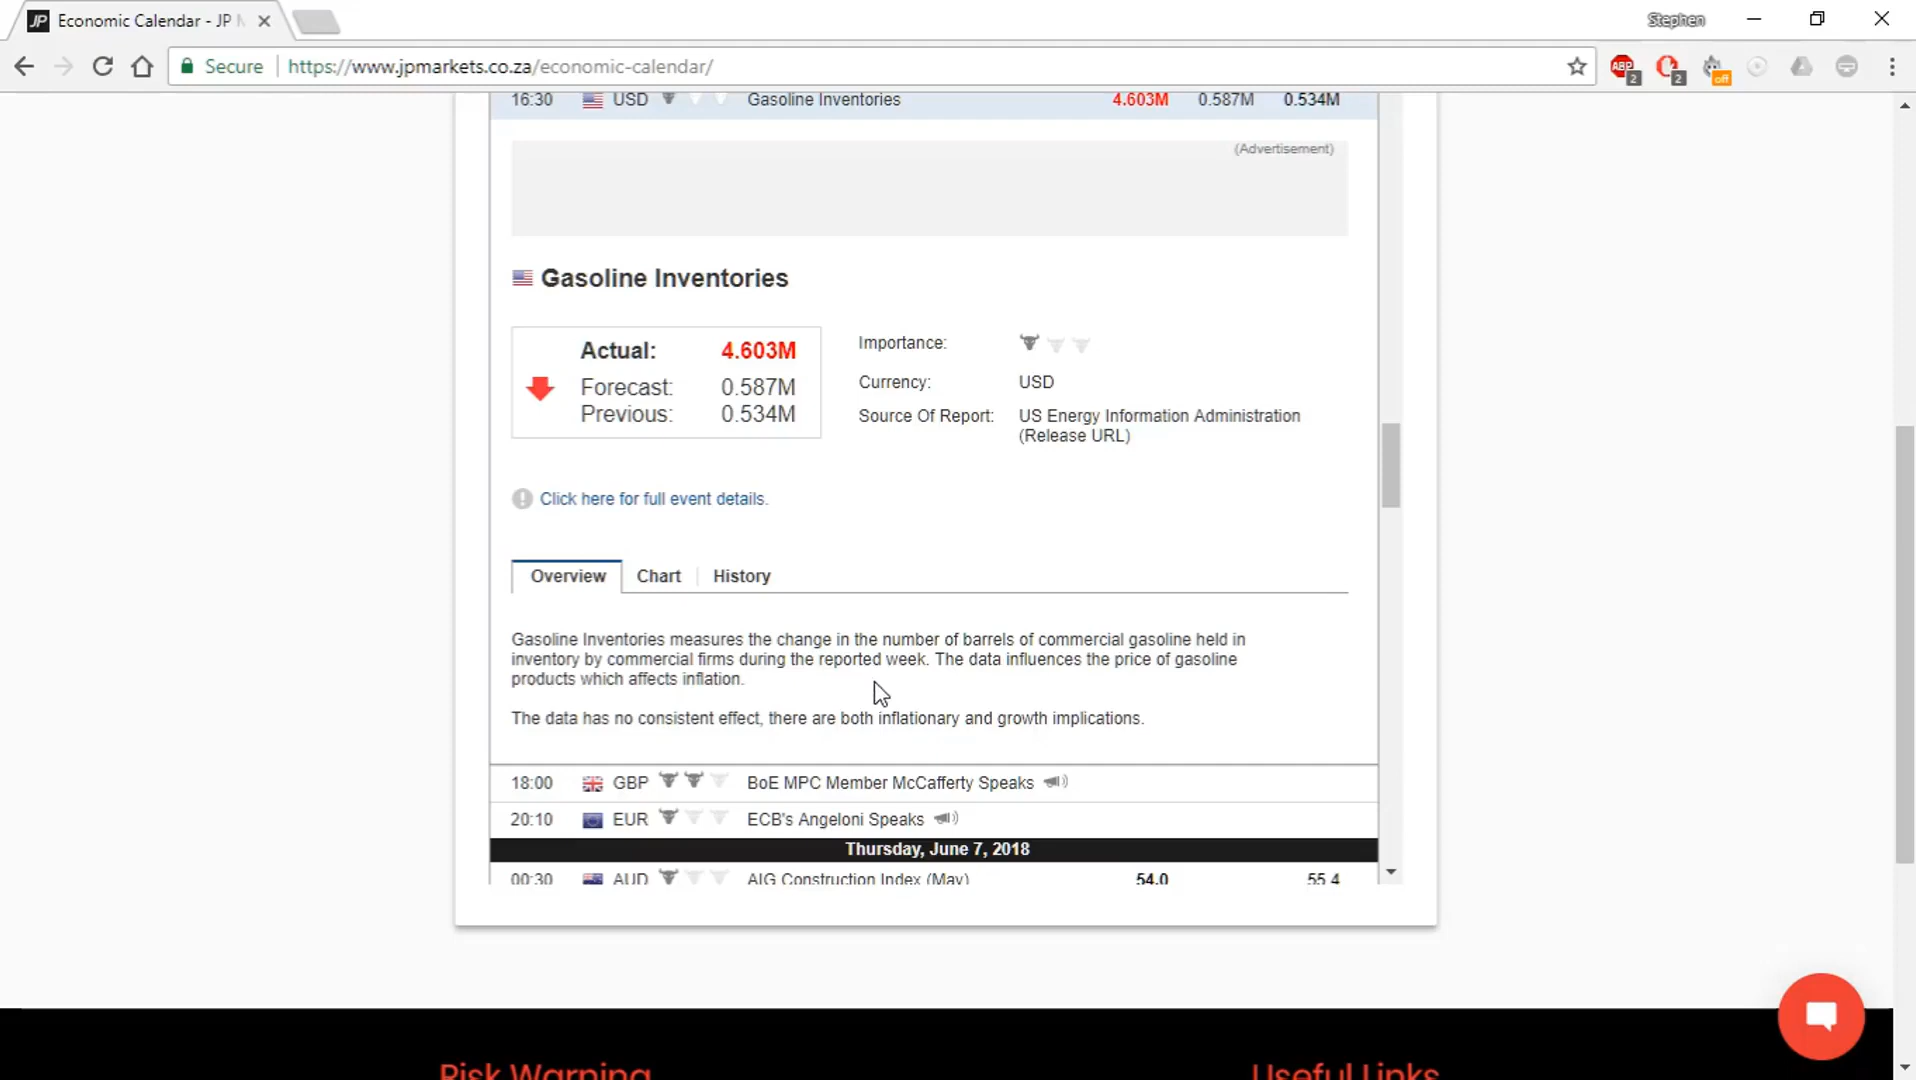 Economic Calendar - JP M
Stephen
Secure https://www.jpmarkets.co.za/economic-calendar/
ABP 2 2 off
16:30 USD Gasoline Inventories 4.603M 0.587M 0.534M
(Advertisement)
Gasoline Inventories
Actual: 4.603M
Forecast: 0.587M
Previous: 0.534M
Importance:
Currency: USD
Source Of Report: US Energy Information Administration
(Release URL)
Click here for full event details.
Overview Chart History
Gasoline Inventories measures the change in the number of barrels of commercial gasoline held in
inventory by commercial firms during the reported week. The data influences the price of gasoline
products which affects inflation.
The data has no consistent effect, there are both inflationary and growth implications.
18:00 GBP BoE MPC Member McCafferty Speaks
20:10 EUR ECB's Angeloni Speaks
Thursday, June 7, 2018
00:30 AUD AIG Construction Index (May) 54.0 55.4
Risk Warning Useful Links